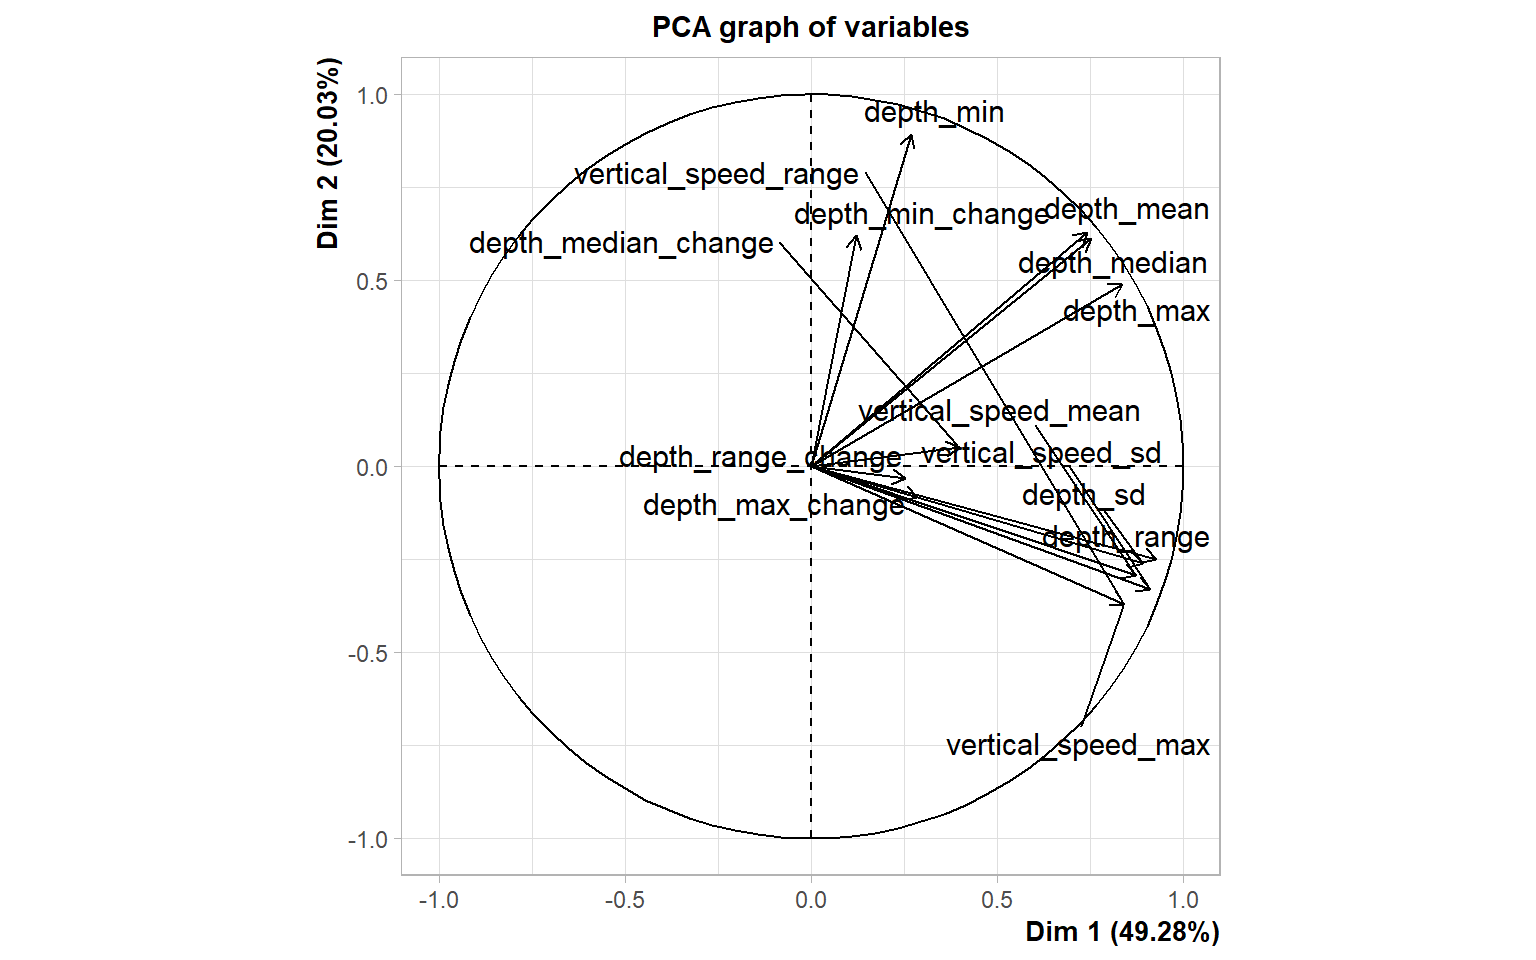 PCA graph of variables
Dim 2 (20.03%)
1.0
0.5
0.0
-0.5
-1.0
depth_min
vertical_speed_range
depth_min_change
depth_mean
depth_median_change
depth_median
depth_max
vertical_speed_mean
depth_range_change
vertical_speed_sd
depth_sd
depth_max_change
depth_range
vertical_speed_max
-1.0
-0.5
0.0
0.5
1.0
Dim 1 (49.28%)